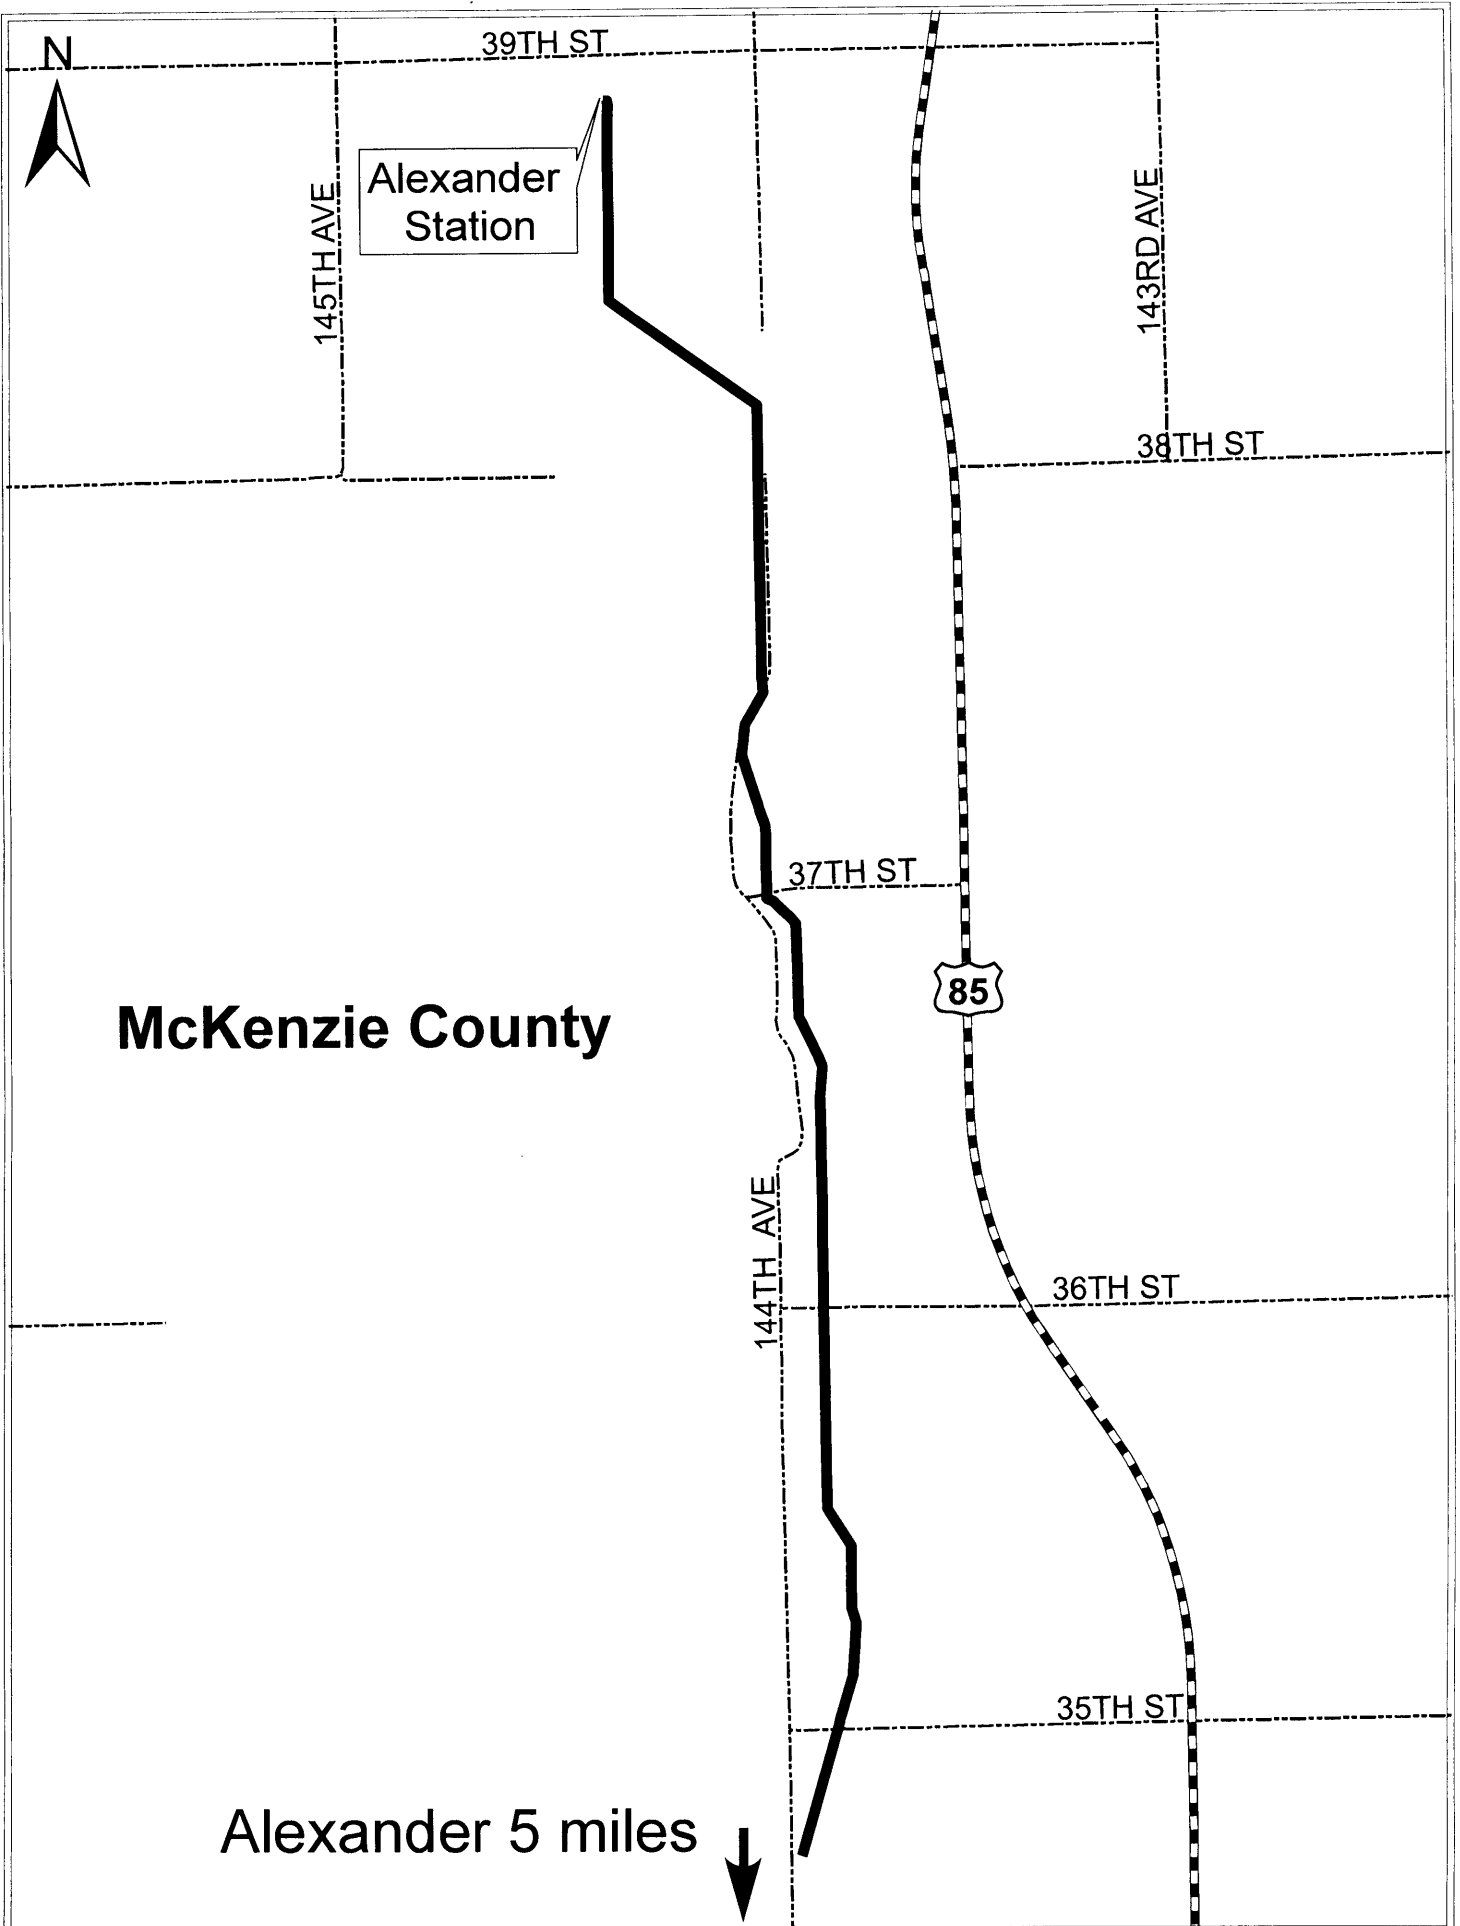 N
39TH ST
Alexander
Station
145TH AVE
143RD AVE
38TH ST
37TH ST
85
McKenzie County
144TH AVE
36TH ST
35TH ST
Alexander 5 miles